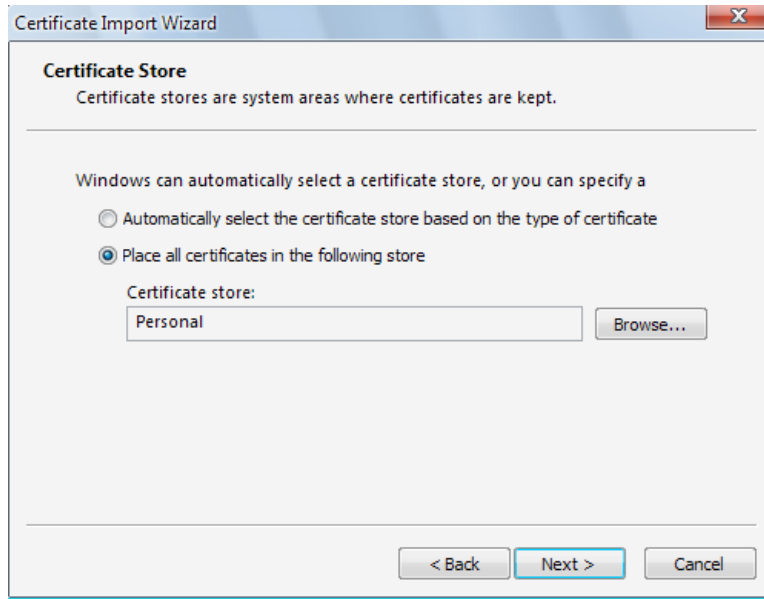 Certificate Import Wizard
Certificate Store
Certificate stores are system areas where certificates are kept.
Windows can automatically select a certificate store, or you can specify a
Automatically select the certificate store based on the type of certificate
Place all certificates in the following store
Certificate store:
Personal
Browse...
< Back
Next >
Cancel